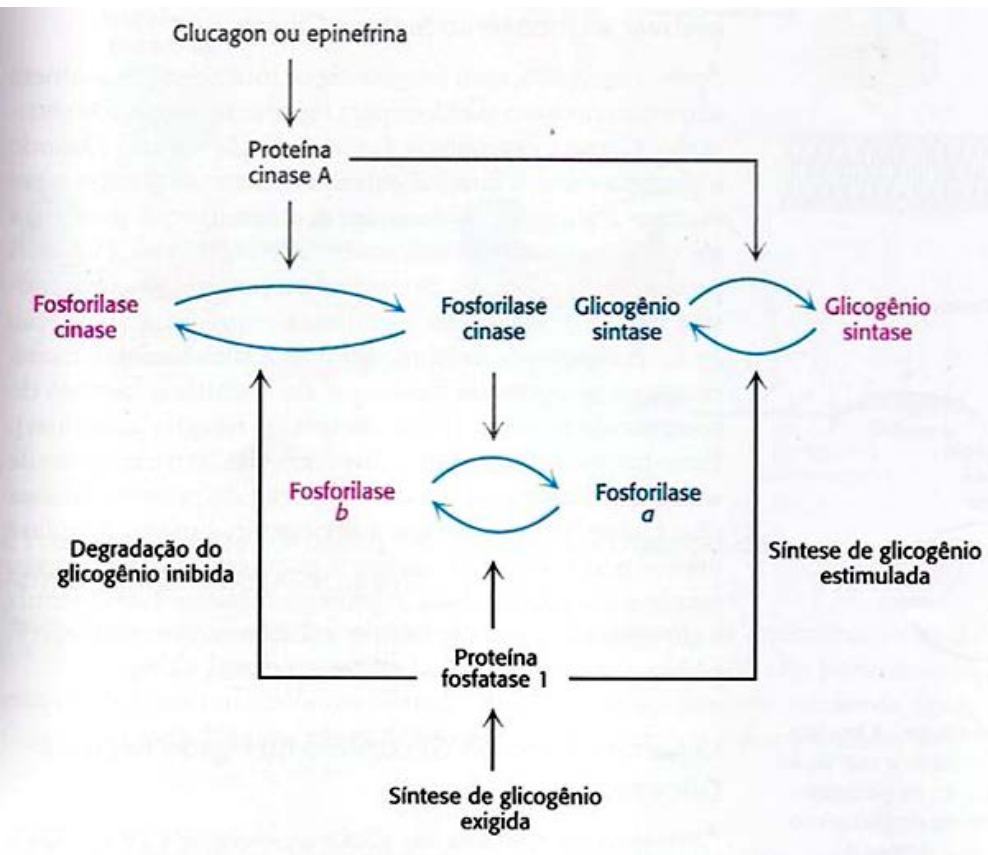 Glucagon ou epinefrina
Proteína
cinase A
Fosforilase
cinase
Fosforilase
cinase
Glicogênio
sintase
Glicogênio
sintase
Fosforilase
b
Fosforilase
a
Degradação do
glicogênio inibida
Síntese de glicogênio
estimulada
Proteína
fosfatase 1
Síntese de glicogênio
exigida